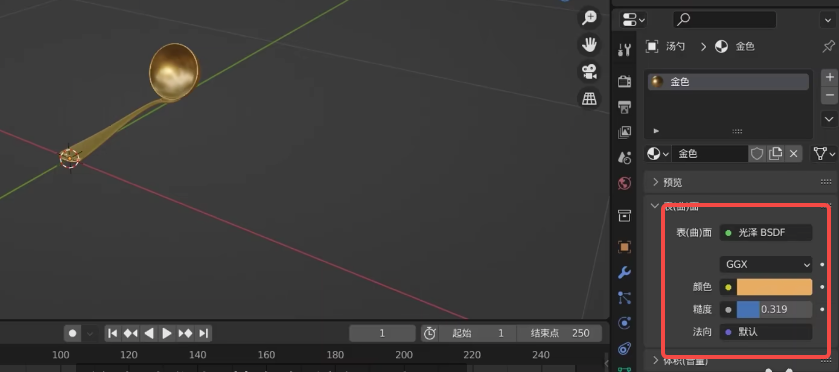 汤勺 金色
金色
金色
预览
表(曲)面
表(曲)面 光泽 BSDF
GGX
颜色
糙度 0.319
法向 默认
体积(音量)
1 起始 1 结束点 250
100 120 140 160 180 200 220 240